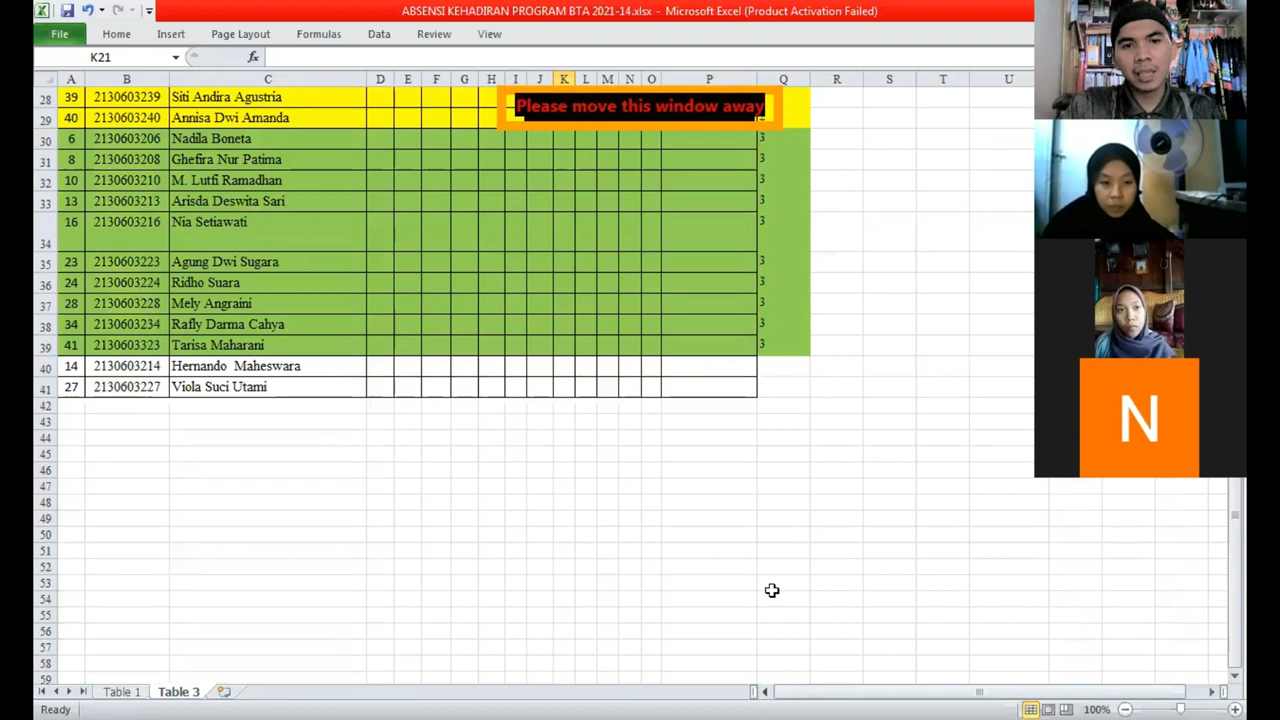 ABSENSI KEHADIRAN PROGRAM BTA 2021-14.xlsx - Microsoft Excel (Product Activation Failed)
File Home Insert Page Layout Formulas Data Review View
K21 fx
A B C D E F G H I J K L M N O P Q R S T U
28 39 2130603239 Siti Andira Agustria
Please move this window away
29 40 2130603240 Annisa Dwi Amanda
30 6 2130603206 Nadila Boneta 3
31 8 2130603208 Ghefira Nur Patima 3
32 10 2130603210 M. Lutfi Ramadhan 3
33 13 2130603213 Arisda Deswita Sari 3
34 16 2130603216 Nia Setiawati 3
35 23 2130603223 Agung Dwi Sugara 3
36 24 2130603224 Ridho Suara 3
37 28 2130603228 Mely Angraini 3
38 34 2130603234 Rafly Darma Cahya 3
39 41 2130603323 Tarisa Maharani 3
40 14 2130603214 Hernando Maheswara
41 27 2130603227 Viola Suci Utami
42
43
44
45
46
47
48
49
50
51
52
53
54
55
56
57
58
59
N
Table 1 Table 3
Ready 100%